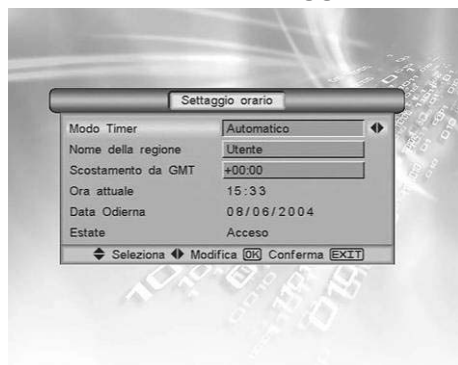 Settaggio orario
Modo Timer Automatico
Nome della regione Utente
Scostamento da GMT +00:00
Ora attuale 15:33
Data Odierna 08/06/2004
Estate Acceso
Seleziona Modifica OK Conferma EXIT